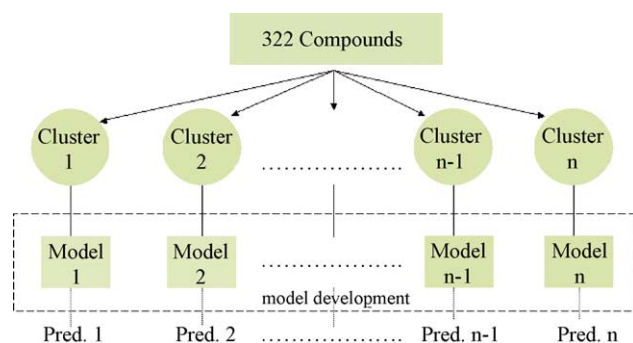 322 Compounds
Cluster
1
Cluster
2
Cluster
n-1
Cluster
n
Model
1
Model
2
Model
n-1
Model
n
model development
Pred. 1
Pred. 2
Pred. n-1
Pred. n